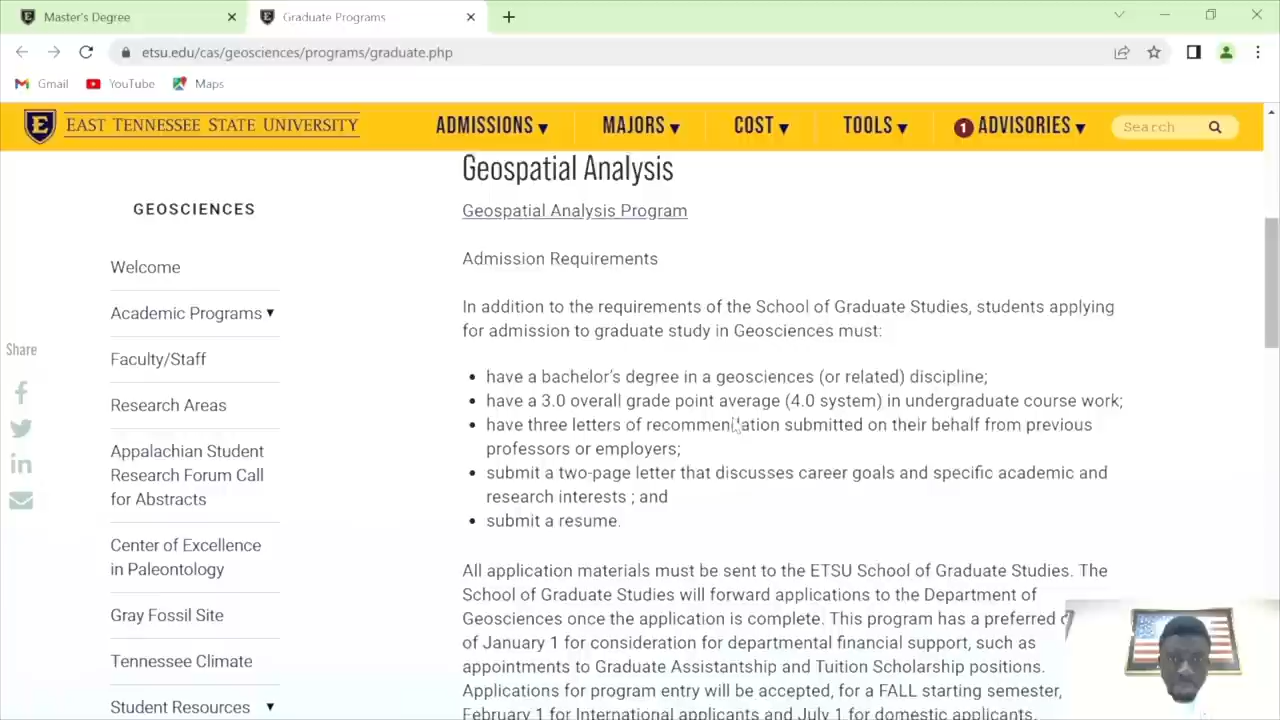 Master's Degree
Graduate Programs
etsu.edu/cas/geosciences/programs/graduate.php
Gmail
YouTube
Maps
EAST TENNESSEE STATE UNIVERSITY
ADMISSIONS
MAJORS
COST
TOOLS
1 ADVISORIES
Search
Geospatial Analysis
GEOSCIENCES
Geospatial Analysis Program
Admission Requirements
Welcome
In addition to the requirements of the School of Graduate Studies, students applying
for admission to graduate study in Geosciences must:
Academic Programs
Share
Faculty/Staff
have a bachelor's degree in a geosciences (or related) discipline;
have a 3.0 overall grade point average (4.0 system) in undergraduate course work;
Research Areas
have three letters of recommendation submitted on their behalf from previous
professors or employers;
Appalachian Student
Research Forum Call
for Abstracts
submit a two-page letter that discusses career goals and specific academic and
research interests ; and
submit a resume.
Center of Excellence
in Paleontology
All application materials must be sent to the ETSU School of Graduate Studies. The
School of Graduate Studies will forward applications to the Department of
Geosciences once the application is complete. This program has a preferred
of January 1 for consideration for departmental financial support, such as
appointments to Graduate Assistantship and Tuition Scholarship positions.
Applications for program entry will be accepted, for a FALL starting semester,
February 1 for International applicants and July 1 for domestic applicants.
Gray Fossil Site
Tennessee Climate
Student Resources